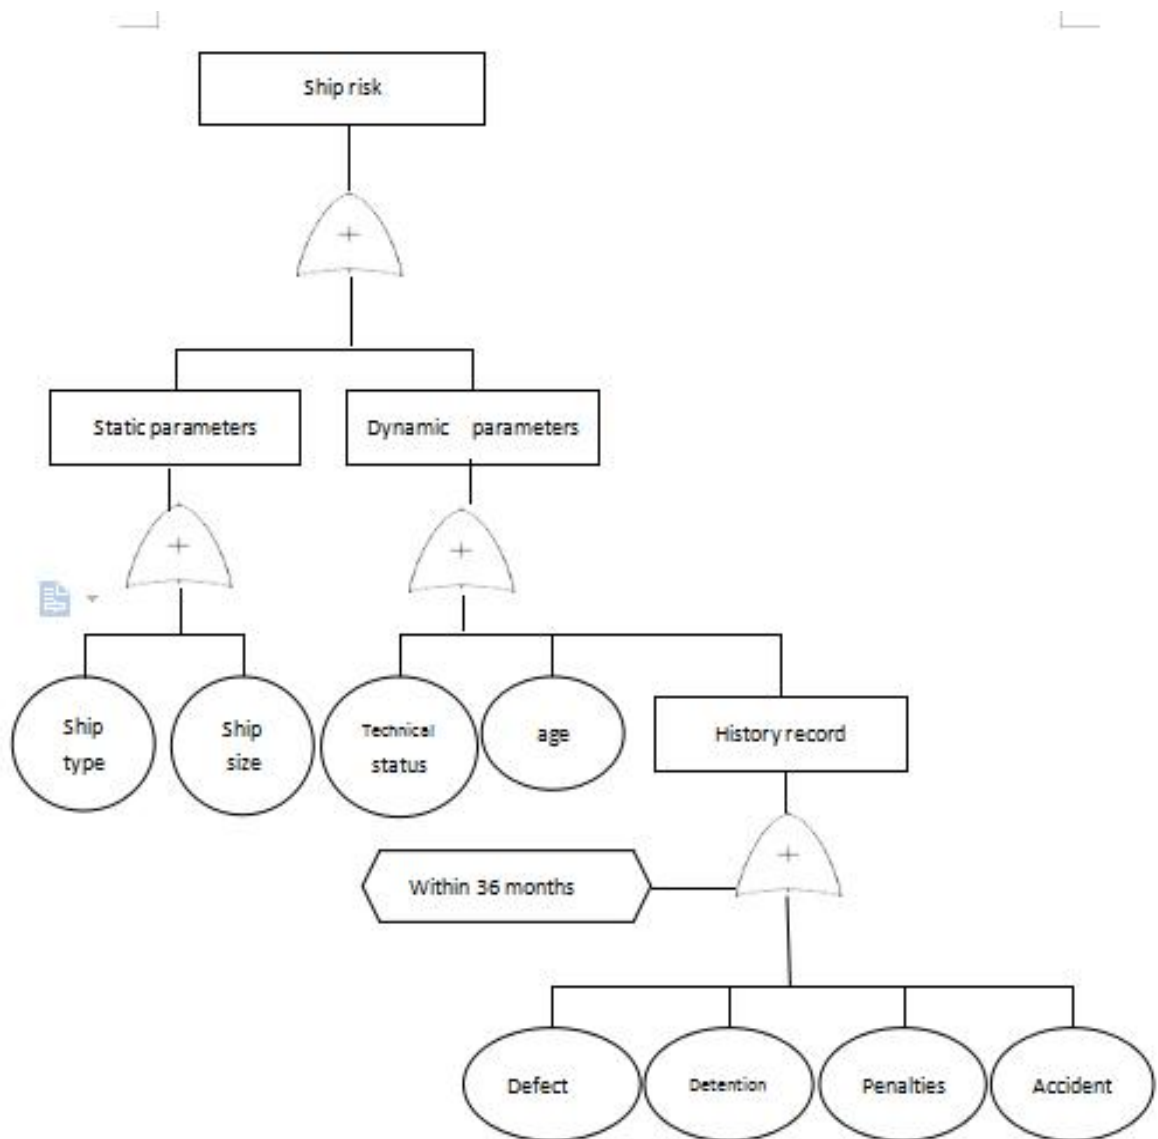 Ship risk
Static parameters
Dynamic parameters
Ship
type
Ship
size
Technical
status
age
History record
Within 36 months
Defect
Detention
Penalties
Accident